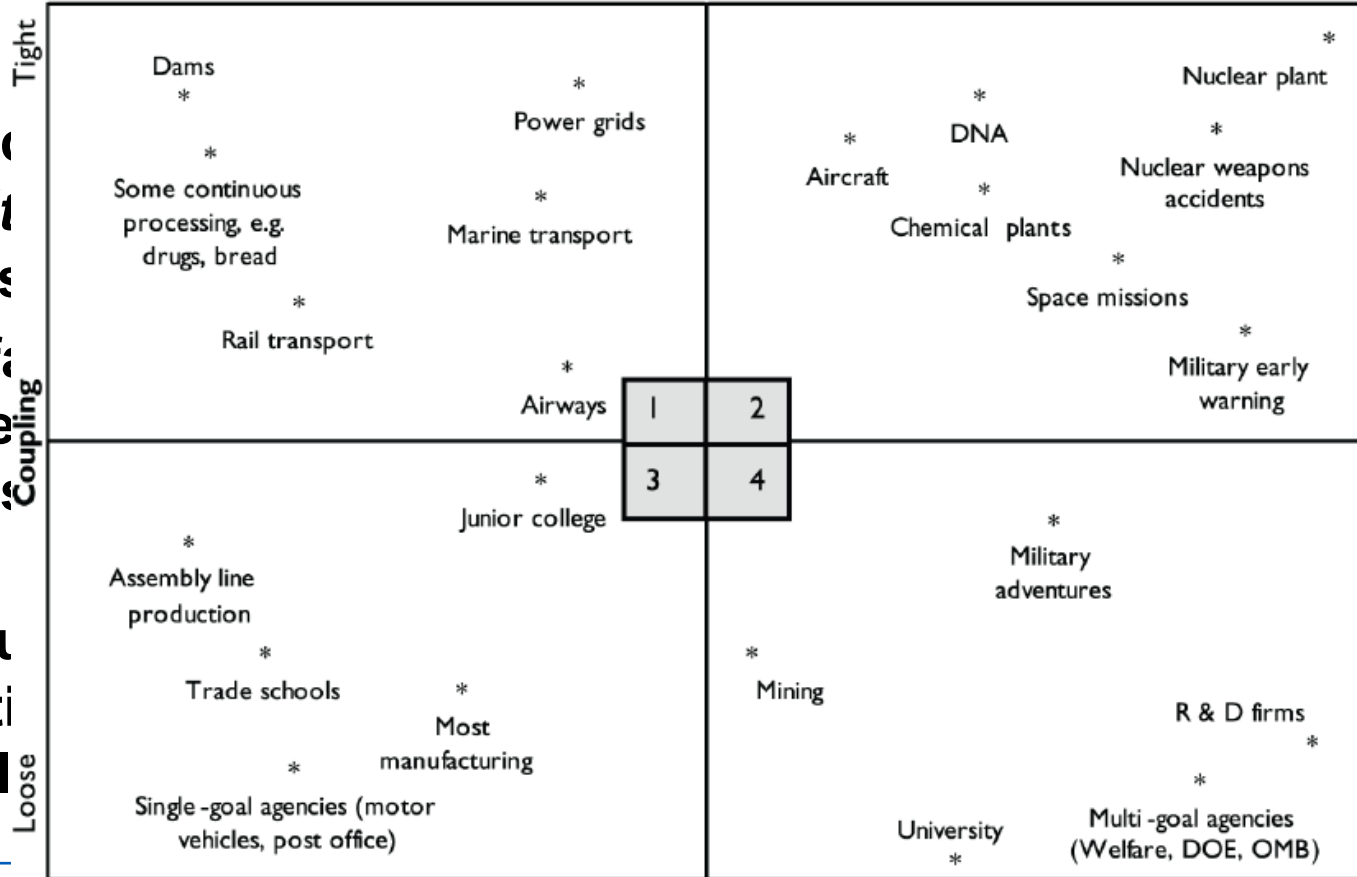 Tight
Coupling
Loose
Dams
*
*
Some continuous
processing, e.g.
drugs, bread
*
Power grids
*
Marine transport
*
Rail transport
*
Airways
*
Nuclear plant
*
DNA
*
Aircraft
*
Nuclear weapons
accidents
*
Chemical plants
*
Space missions
*
Military early
warning
1
2
3
4
*
Junior college
*
Assembly line
production
*
Trade schools
*
Most
manufacturing
*
Single-goal agencies (motor
vehicles, post office)
*
Military
adventures
*
Mining
R & D firms
*
*
Multi-goal agencies
(Welfare, DOE, OMB)
University
*